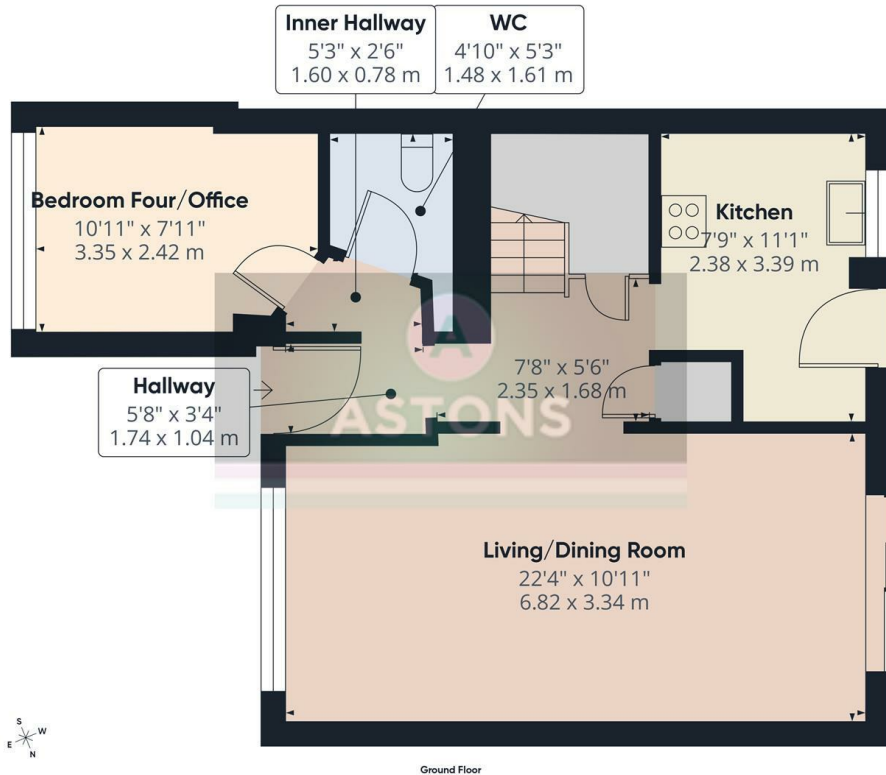 Inner Hallway
5'3" x 2'6"
1.60 x 0.78 m
WC
4'10" x 5'3"
1.48 x 1.61 m
Bedroom Four/Office
10'11" x 7'11"
3.35 x 2.42 m
Kitchen
7'9" x 11'1"
2.38 x 3.39 m
Hallway
5'8" x 3'4"
1.74 x 1.04 m
7'8" x 5'6"
2.35 x 1.68 m
A
ASTONS
Living/Dining Room
22'4" x 10'11"
6.82 x 3.34 m
S
W
E
N
Ground Floor